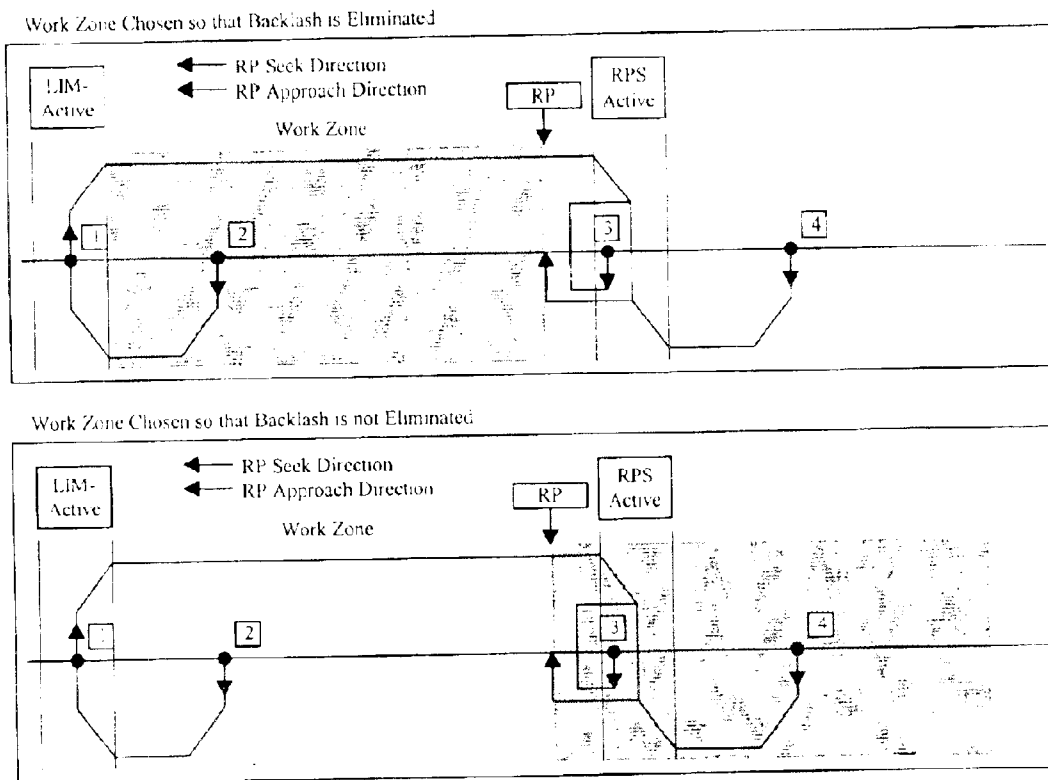 Work Zone Chosen so that Backlash is Eliminated
LIM-
Active
RP Seek Direction
RP Approach Direction
Work Zone
RP
RPS
Active
1
2
3
4
Work Zone Chosen so that Backlash is not Eliminated
LIM-
Active
RP Seek Direction
RP Approach Direction
Work Zone
RP
RPS
Active
1
2
3
4